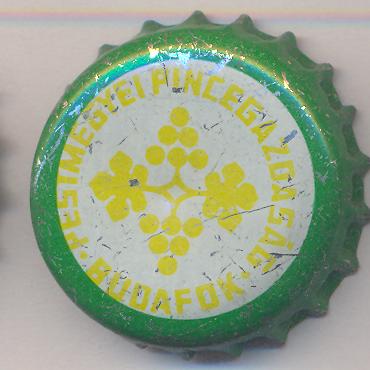 PESTMEGYEI PINCEGAZDASÁG
• BUDAFOK •